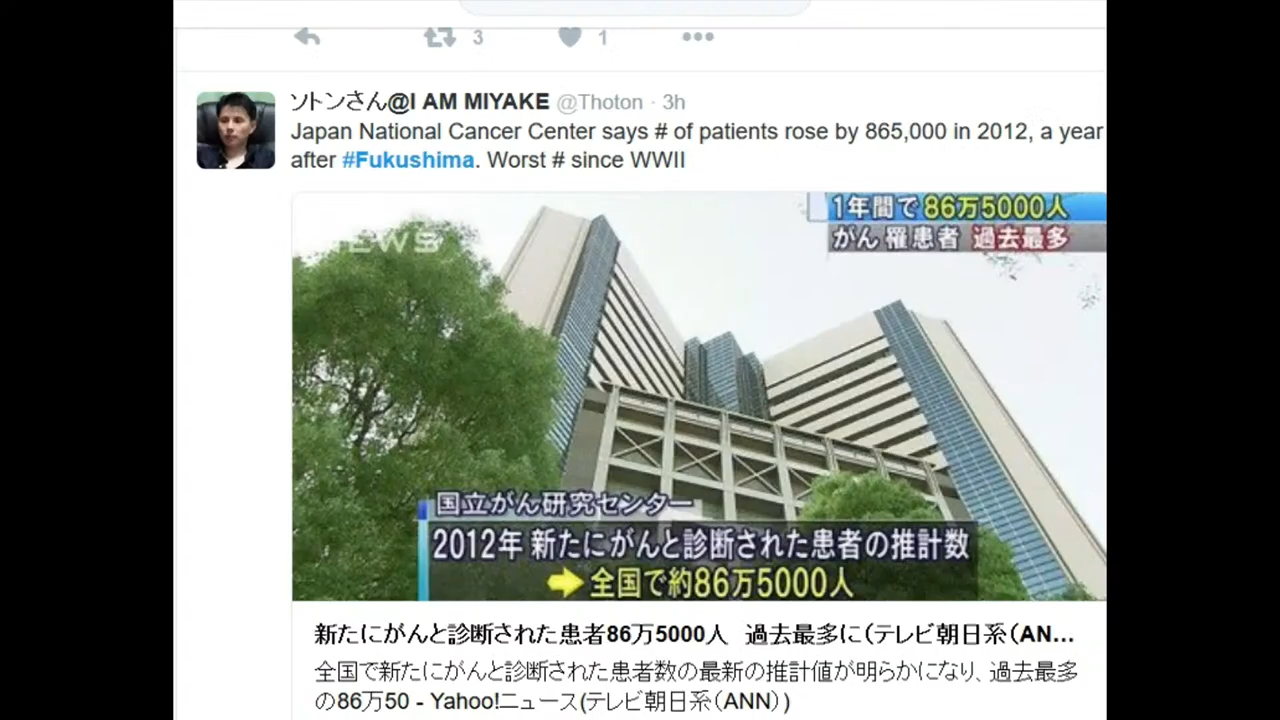 3 1
ソトンさん@I AM MIYAKE @Thoton · 3h
Japan National Cancer Center says # of patients rose by 865,000 in 2012, a year
after #Fukushima. Worst # since WWII
NEWS
1年間で86万5000人
がん罹患者 過去最多
国立がん研究センター
2012年 新たにがんと診断された患者の推計数
全国で約86万5000人
新たにがんと診断された患者86万5000人 過去最多に(テレビ朝日系(AN...
全国で新たにがんと診断された患者数の最新の推計値が明らかになり、過去最多
の86万50 - Yahoo!ニュース(テレビ朝日系(ANN))